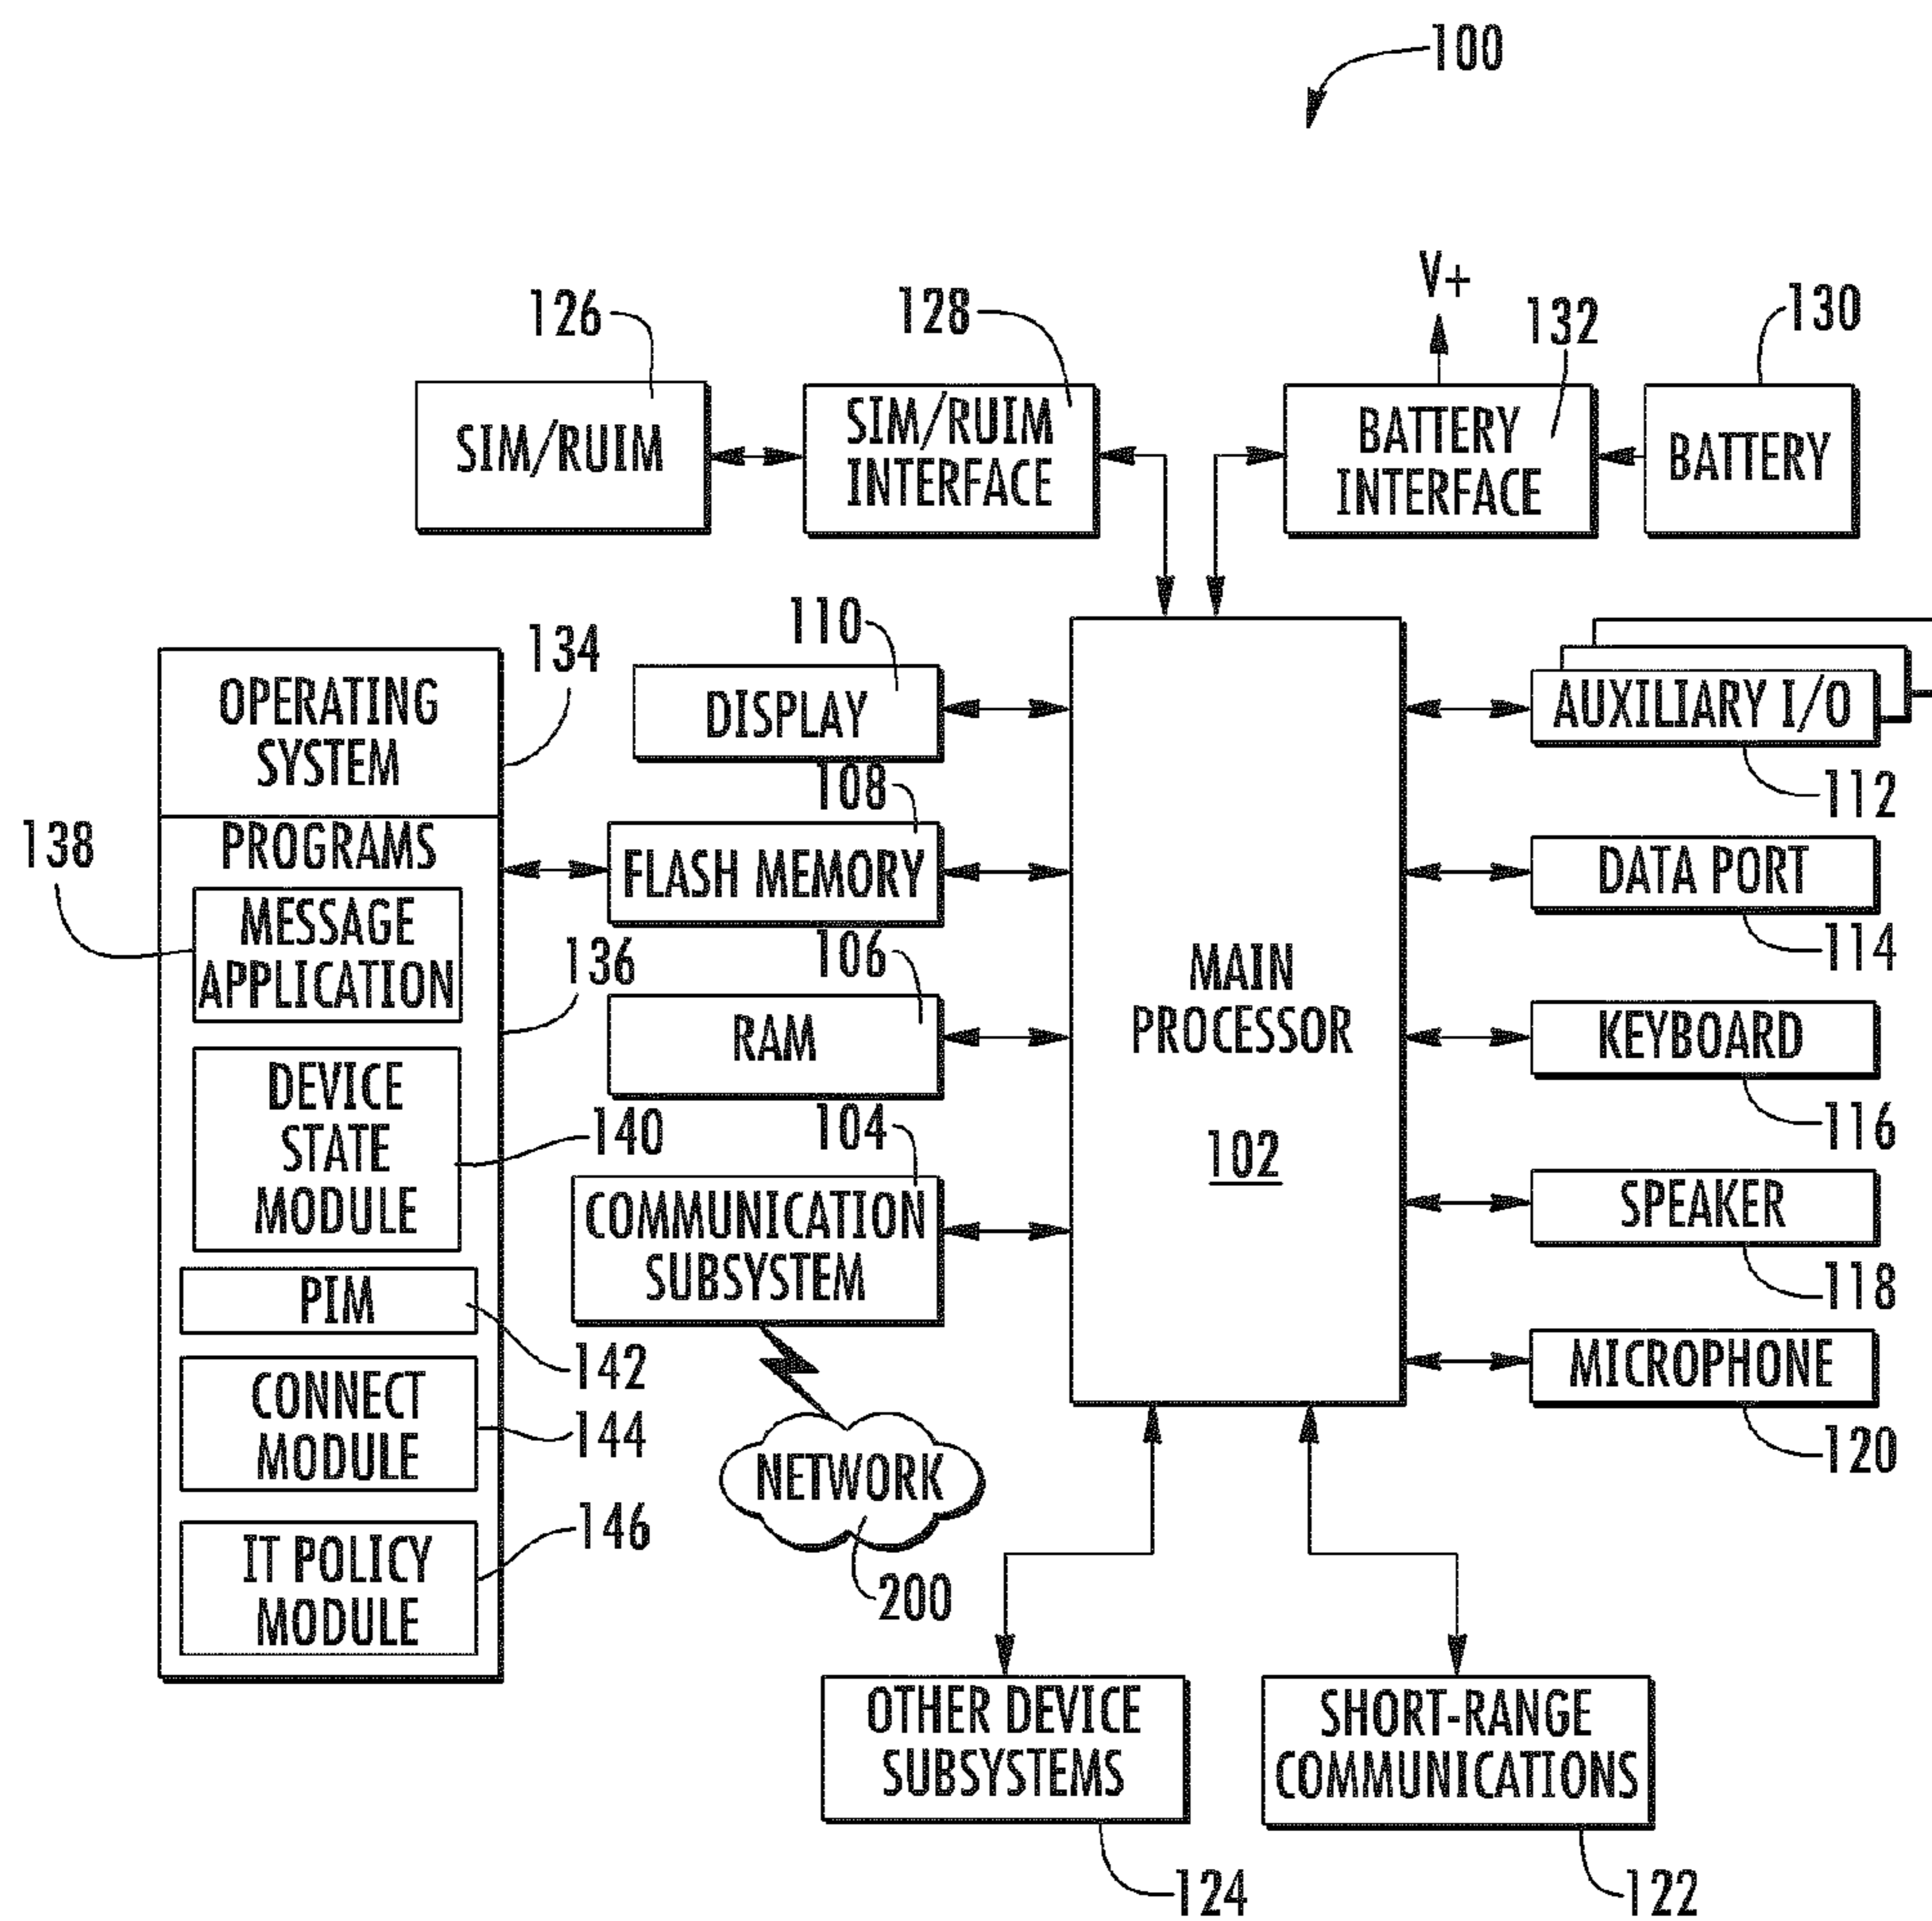 100
V+
126
128
132
130
SIM/RUIM
SIM/RUIM
INTERFACE
BATTERY
INTERFACE
BATTERY
110
134
OPERATING
SYSTEM
DISPLAY
AUXILIARY I/O
112
108
138
PROGRAMS
FLASH MEMORY
DATA PORT
114
MESSAGE
APPLICATION
136
106
RAM
MAIN
PROCESSOR
102
KEYBOARD
116
DEVICE
STATE
MODULE
140
104
COMMUNICATION
SUBSYSTEM
SPEAKER
118
PIM
142
MICROPHONE
120
CONNECT
MODULE
144
NETWORK
200
IT POLICY
MODULE
146
OTHER DEVICE
SUBSYSTEMS
124
SHORT-RANGE
COMMUNICATIONS
122